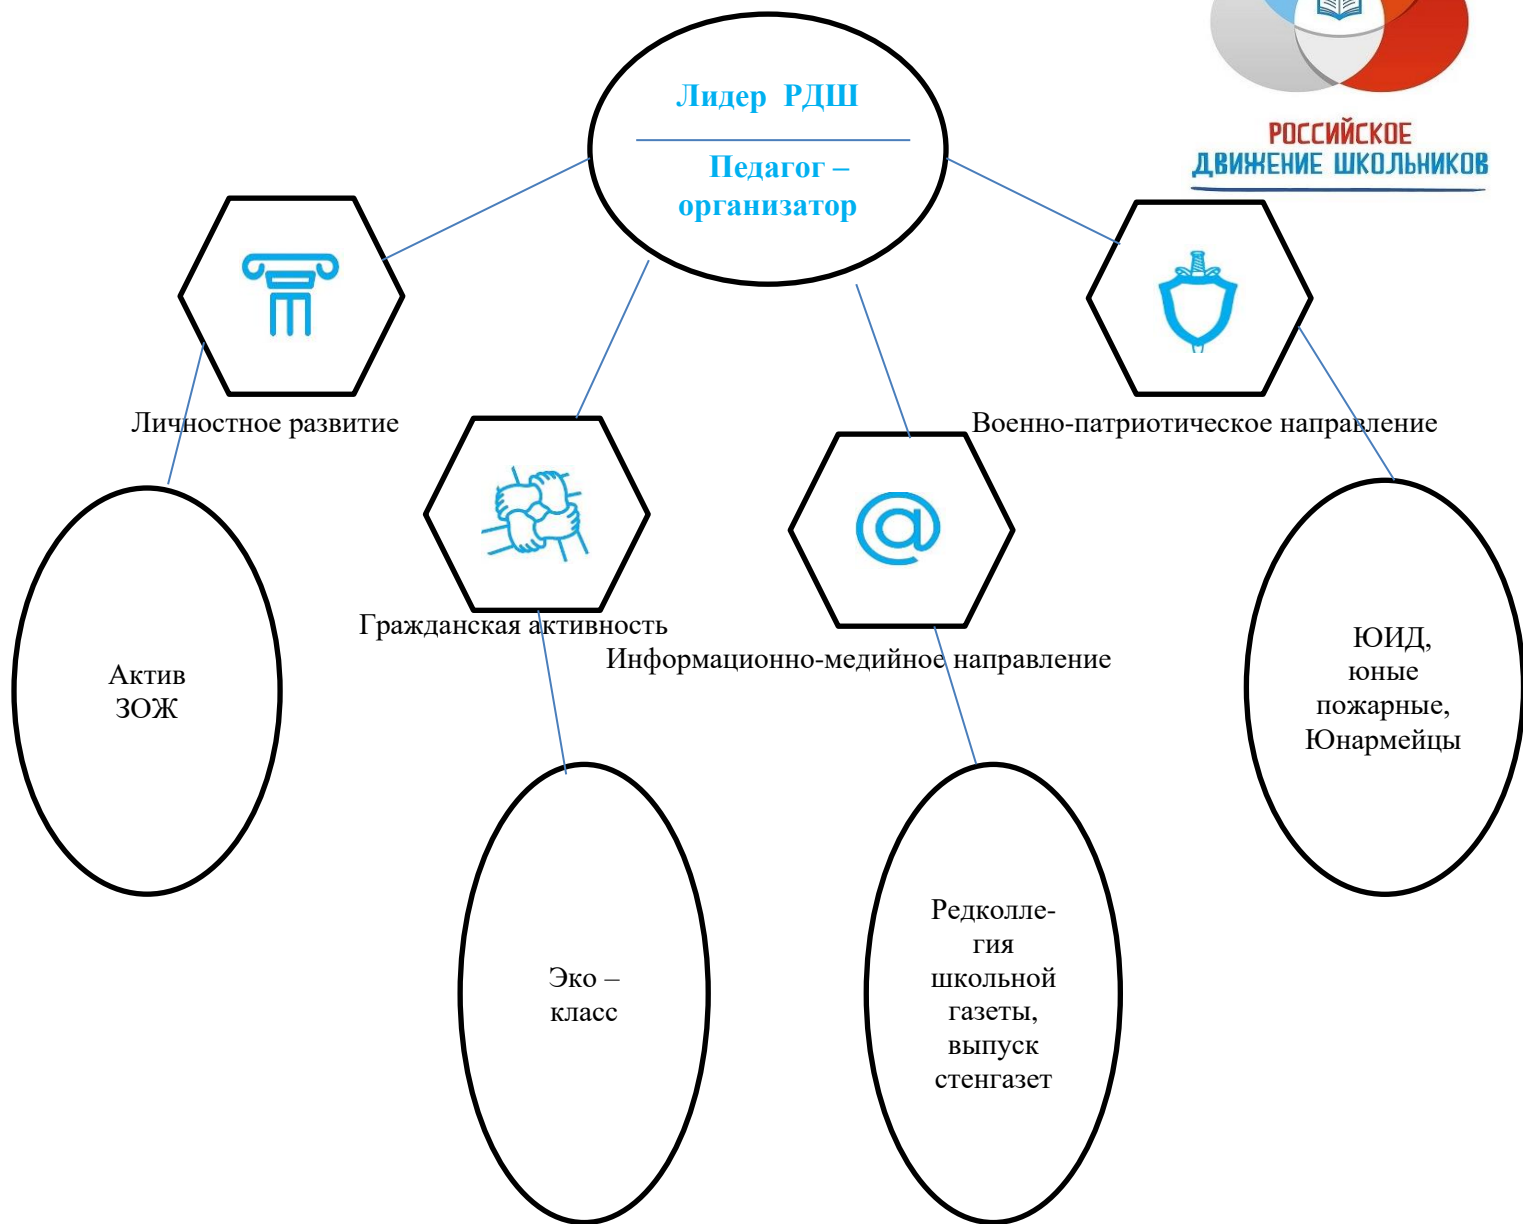 Лидер РДШ
Педагог –
организатор
РОССИЙСКОЕ
ДВИЖЕНИЕ ШКОЛЬНИКОВ
Личностное развитие
Военно-патриотическое направление
Гражданская активность
Информационно-медийное направление
Актив
ЗОЖ
ЮИД,
юные
пожарные,
Юнармейцы
Эко –
класс
Редколле-
гия
школьной
газеты,
выпуск
стенгазет